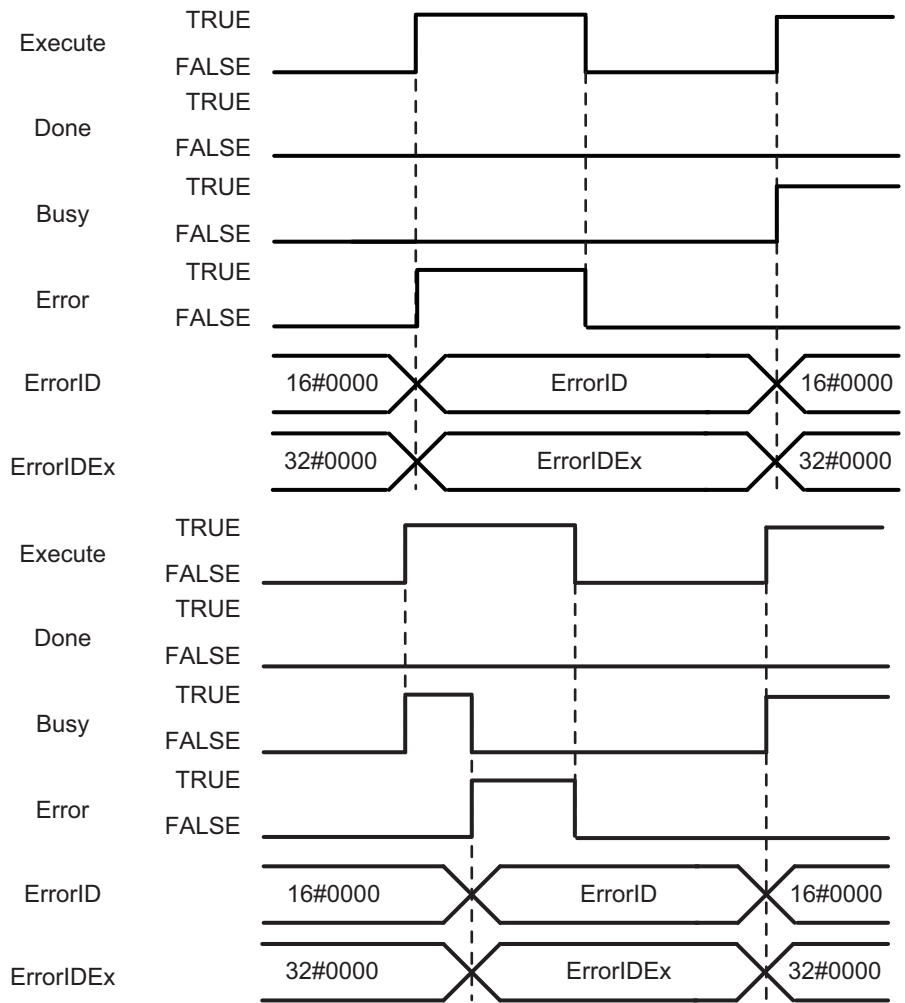 TRUE
Execute
FALSE
TRUE
Done
FALSE
TRUE
Busy
FALSE
TRUE
Error
FALSE
ErrorID 16#0000 ErrorID 16#0000
ErrorIDEx 32#0000 ErrorIDEx 32#0000
TRUE
Execute
FALSE
TRUE
Done
FALSE
TRUE
Busy
FALSE
TRUE
Error
FALSE
ErrorID 16#0000 ErrorID 16#0000
ErrorIDEx 32#0000 ErrorIDEx 32#0000